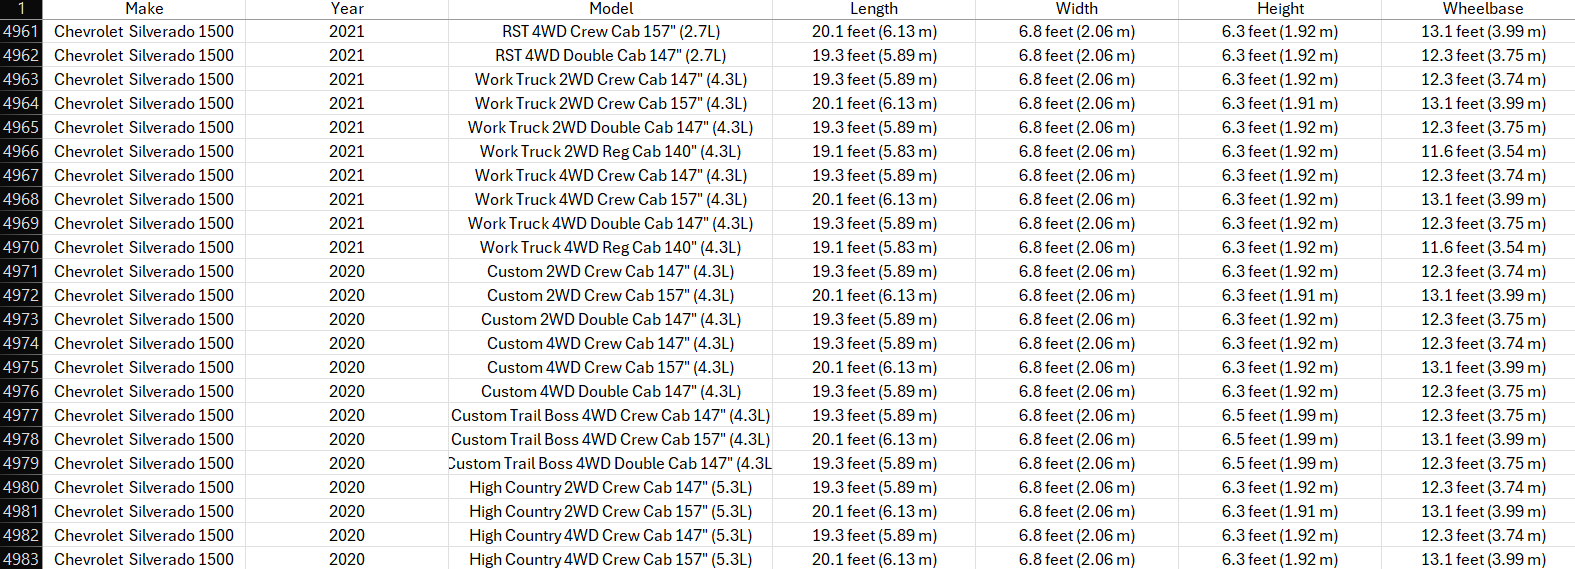 1 Make Year Model Length Width Height Wheelbase
4961 Chevrolet Silverado 1500 2021 RST 4WD Crew Cab 157" (2.7L) 20.1 feet (6.13 m) 6.8 feet (2.06 m) 6.3 feet (1.92 m) 13.1 feet (3.99 m)
4962 Chevrolet Silverado 1500 2021 RST 4WD Double Cab 147" (2.7L) 19.3 feet (5.89 m) 6.8 feet (2.06 m) 6.3 feet (1.92 m) 12.3 feet (3.75 m)
4963 Chevrolet Silverado 1500 2021 Work Truck 2WD Crew Cab 147" (4.3L) 19.3 feet (5.89 m) 6.8 feet (2.06 m) 6.3 feet (1.92 m) 12.3 feet (3.74 m)
4964 Chevrolet Silverado 1500 2021 Work Truck 2WD Crew Cab 157" (4.3L) 20.1 feet (6.13 m) 6.8 feet (2.06 m) 6.3 feet (1.91 m) 13.1 feet (3.99 m)
4965 Chevrolet Silverado 1500 2021 Work Truck 2WD Double Cab 147" (4.3L) 19.3 feet (5.89 m) 6.8 feet (2.06 m) 6.3 feet (1.92 m) 12.3 feet (3.75 m)
4966 Chevrolet Silverado 1500 2021 Work Truck 2WD Reg Cab 140" (4.3L) 19.1 feet (5.83 m) 6.8 feet (2.06 m) 6.3 feet (1.92 m) 11.6 feet (3.54 m)
4967 Chevrolet Silverado 1500 2021 Work Truck 4WD Crew Cab 147" (4.3L) 19.3 feet (5.89 m) 6.8 feet (2.06 m) 6.3 feet (1.92 m) 12.3 feet (3.74 m)
4968 Chevrolet Silverado 1500 2021 Work Truck 4WD Crew Cab 157" (4.3L) 20.1 feet (6.13 m) 6.8 feet (2.06 m) 6.3 feet (1.92 m) 13.1 feet (3.99 m)
4969 Chevrolet Silverado 1500 2021 Work Truck 4WD Double Cab 147" (4.3L) 19.3 feet (5.89 m) 6.8 feet (2.06 m) 6.3 feet (1.92 m) 12.3 feet (3.75 m)
4970 Chevrolet Silverado 1500 2021 Work Truck 4WD Reg Cab 140" (4.3L) 19.1 feet (5.83 m) 6.8 feet (2.06 m) 6.3 feet (1.92 m) 11.6 feet (3.54 m)
4971 Chevrolet Silverado 1500 2020 Custom 2WD Crew Cab 147" (4.3L) 19.3 feet (5.89 m) 6.8 feet (2.06 m) 6.3 feet (1.92 m) 12.3 feet (3.74 m)
4972 Chevrolet Silverado 1500 2020 Custom 2WD Crew Cab 157" (4.3L) 20.1 feet (6.13 m) 6.8 feet (2.06 m) 6.3 feet (1.91 m) 13.1 feet (3.99 m)
4973 Chevrolet Silverado 1500 2020 Custom 2WD Double Cab 147" (4.3L) 19.3 feet (5.89 m) 6.8 feet (2.06 m) 6.3 feet (1.92 m) 12.3 feet (3.75 m)
4974 Chevrolet Silverado 1500 2020 Custom 4WD Crew Cab 147" (4.3L) 19.3 feet (5.89 m) 6.8 feet (2.06 m) 6.3 feet (1.92 m) 12.3 feet (3.74 m)
4975 Chevrolet Silverado 1500 2020 Custom 4WD Crew Cab 157" (4.3L) 20.1 feet (6.13 m) 6.8 feet (2.06 m) 6.3 feet (1.92 m) 13.1 feet (3.99 m)
4976 Chevrolet Silverado 1500 2020 Custom 4WD Double Cab 147" (4.3L) 19.3 feet (5.89 m) 6.8 feet (2.06 m) 6.3 feet (1.92 m) 12.3 feet (3.75 m)
4977 Chevrolet Silverado 1500 2020 Custom Trail Boss 4WD Crew Cab 147" (4.3L) 19.3 feet (5.89 m) 6.8 feet (2.06 m) 6.5 feet (1.99 m) 12.3 feet (3.75 m)
4978 Chevrolet Silverado 1500 2020 Custom Trail Boss 4WD Crew Cab 157" (4.3L) 20.1 feet (6.13 m) 6.8 feet (2.06 m) 6.5 feet (1.99 m) 13.1 feet (3.99 m)
4979 Chevrolet Silverado 1500 2020 Custom Trail Boss 4WD Double Cab 147" (4.3L 19.3 feet (5.89 m) 6.8 feet (2.06 m) 6.5 feet (1.99 m) 12.3 feet (3.75 m)
4980 Chevrolet Silverado 1500 2020 High Country 2WD Crew Cab 147" (5.3L) 19.3 feet (5.89 m) 6.8 feet (2.06 m) 6.3 feet (1.92 m) 12.3 feet (3.74 m)
4981 Chevrolet Silverado 1500 2020 High Country 2WD Crew Cab 157" (5.3L) 20.1 feet (6.13 m) 6.8 feet (2.06 m) 6.3 feet (1.91 m) 13.1 feet (3.99 m)
4982 Chevrolet Silverado 1500 2020 High Country 4WD Crew Cab 147" (5.3L) 19.3 feet (5.89 m) 6.8 feet (2.06 m) 6.3 feet (1.92 m) 12.3 feet (3.74 m)
4983 Chevrolet Silverado 1500 2020 High Country 4WD Crew Cab 157" (5.3L) 20.1 feet (6.13 m) 6.8 feet (2.06 m) 6.3 feet (1.92 m) 13.1 feet (3.99 m)